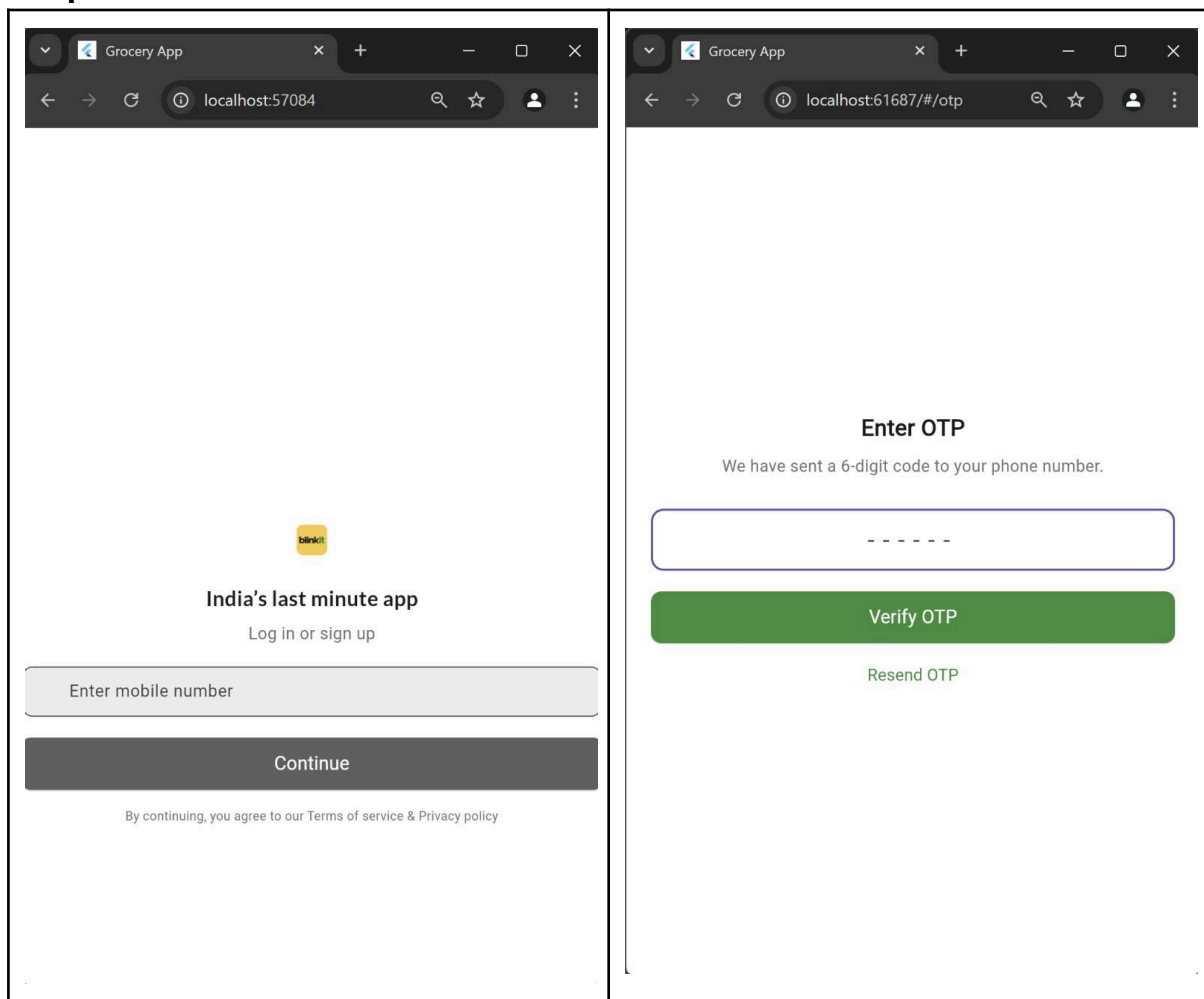 Grocery App
localhost:57084
blinkit
India’s last minute app
Log in or sign up
Enter mobile number
Continue
By continuing, you agree to our Terms of service & Privacy policy
Grocery App
localhost:61687/#/otp
Enter OTP
We have sent a 6-digit code to your phone number.
- - - - - -
Verify OTP
Resend OTP